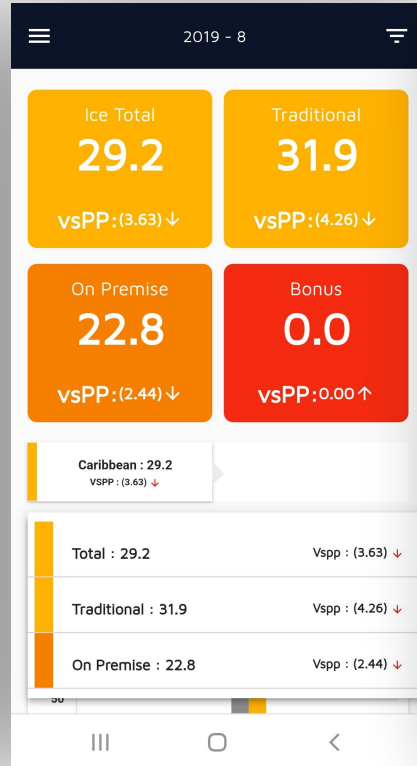 2019 - 8
Ice Total
29.2
vsPP:(3.63)↓
Traditional
31.9
vsPP:(4.26)↓
On Premise
22.8
vsPP:(2.44)↓
Bonus
0.0
vsPP:0.00↑
Caribbean : 29.2
VSPP : (3.63) ↓
Total : 29.2 Vspp : (3.63) ↓
Traditional : 31.9 Vspp : (4.26) ↓
On Premise : 22.8 Vspp : (2.44) ↓
50